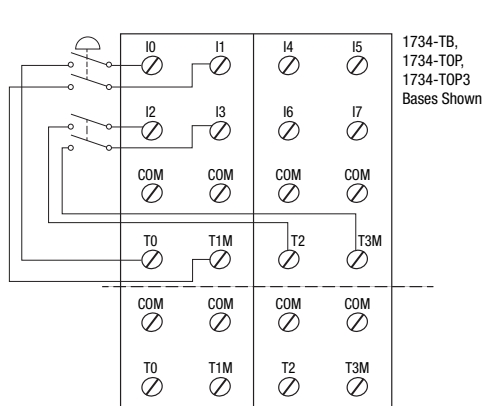 I0 I1 I4 I5
1734-TB,
1734-TOP,
1734-TOP3
Bases Shown
I2 I3 I6 I7
COM COM COM COM
T0 T1M T2 T3M
COM COM COM COM
T0 T1M T2 T3M